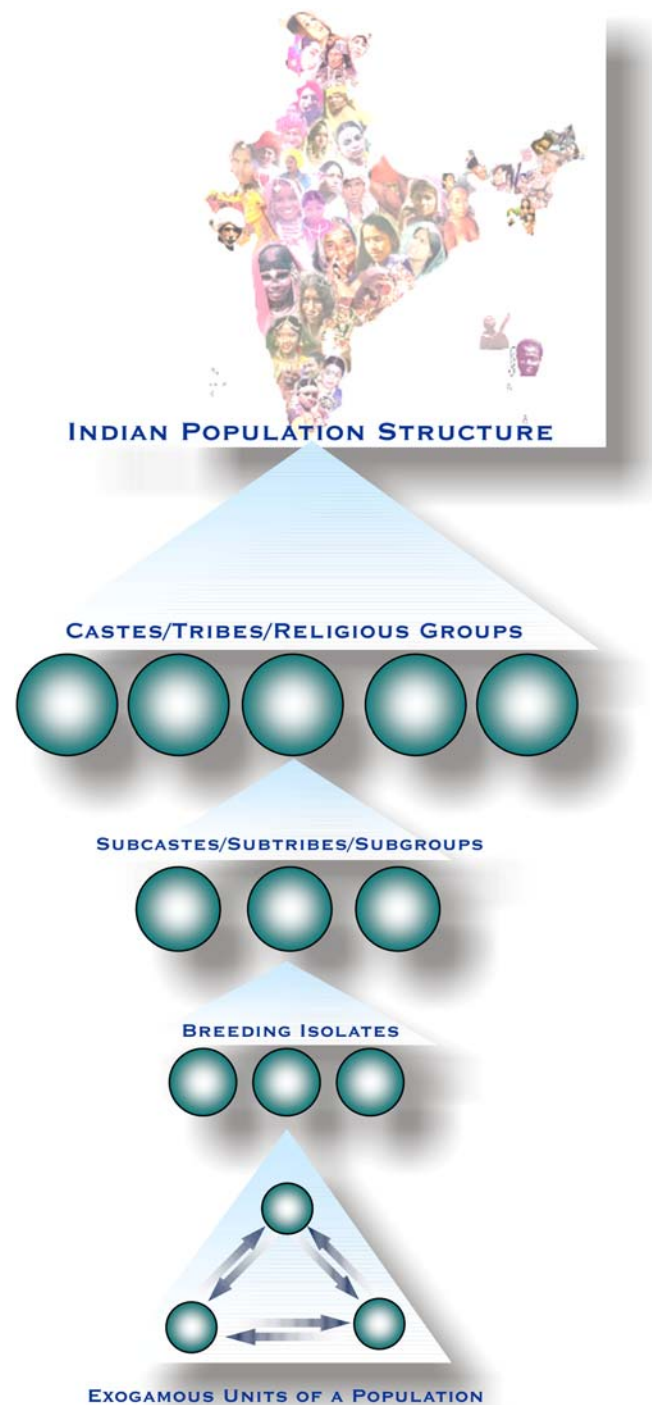 INDIAN POPULATION STRUCTURE
CASTES/TRIBES/RELIGIOUS GROUPS
SUBCASTES/SUBTRIBES/SUBGROUPS
BREEDING ISOLATES
EXOGAMOUS UNITS OF A POPULATION